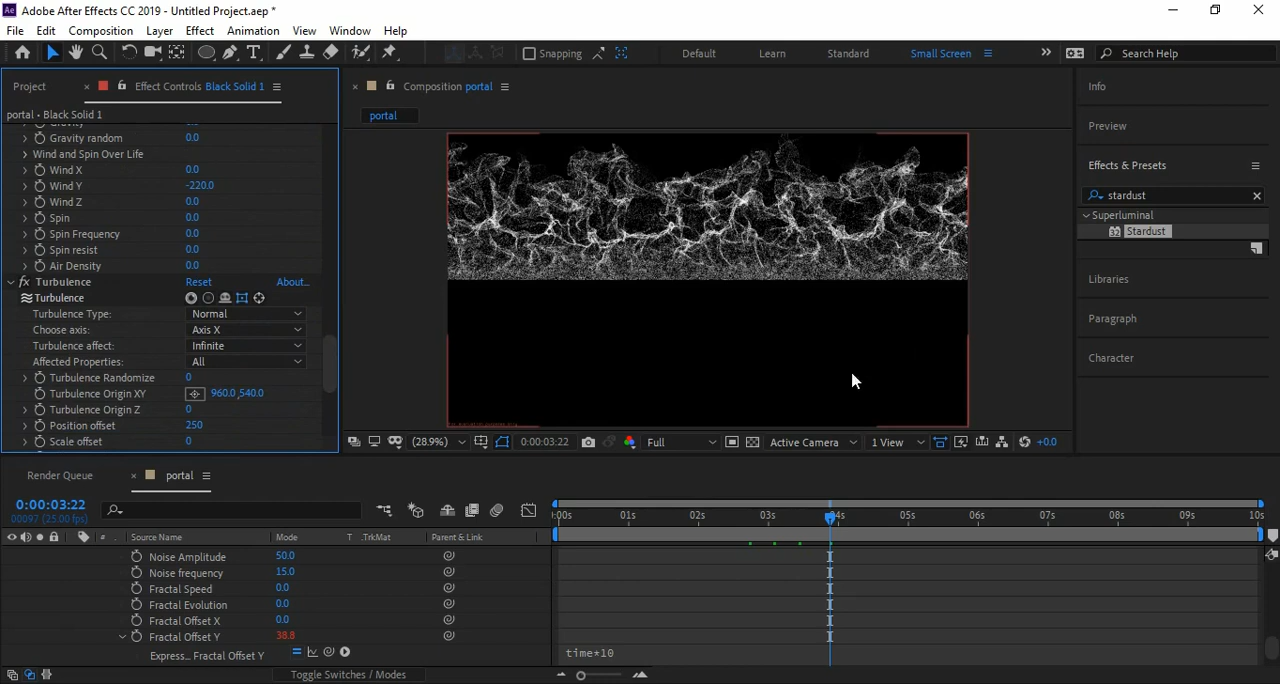 Adobe After Effects CC 2019 - Untitled Project.aep *
File Edit Composition Layer Effect Animation View Window Help
Snapping Default Learn Standard Small Screen Search Help
Project Effect Controls Black Solid 1 Composition portal Info
portal • Black Solid 1 portal
Gravity random 0.0 Preview
Wind and Spin Over Life
Wind X 0.0 Effects & Presets
Wind Y -220.0 stardust
Wind Z 0.0
Spin 0.0 Superluminal
Spin Frequency 0.0 Stardust
Spin resist 0.0
Air Density 0.0
Turbulence Reset About... Libraries
Turbulence
Turbulence Type: Normal Paragraph
Choose axis: Axis X
Turbulence affect: Infinite
Affected Properties: All Character
Turbulence Randomize 0
Turbulence Origin XY 960.0 ,540.0
Turbulence Origin Z 0
Position offset 250
Scale offset 0
(28.9%) 0:00:03:22 Full Active Camera 1 View +0.0
Render Queue portal
0:00:03:22
00097 (25.00 fps)
:00s 01s 02s 03s 04s 05s 06s 07s 08s 09s 10s
# Source Name Mode T .TrkMat Parent & Link
Noise Amplitude 50.0
Noise frequency 15.0
Fractal Speed 0.0
Fractal Evolution 0.0
Fractal Offset X 0.0
Fractal Offset Y 38.8
Express... Fractal Offset Y time*10
Toggle Switches / Modes